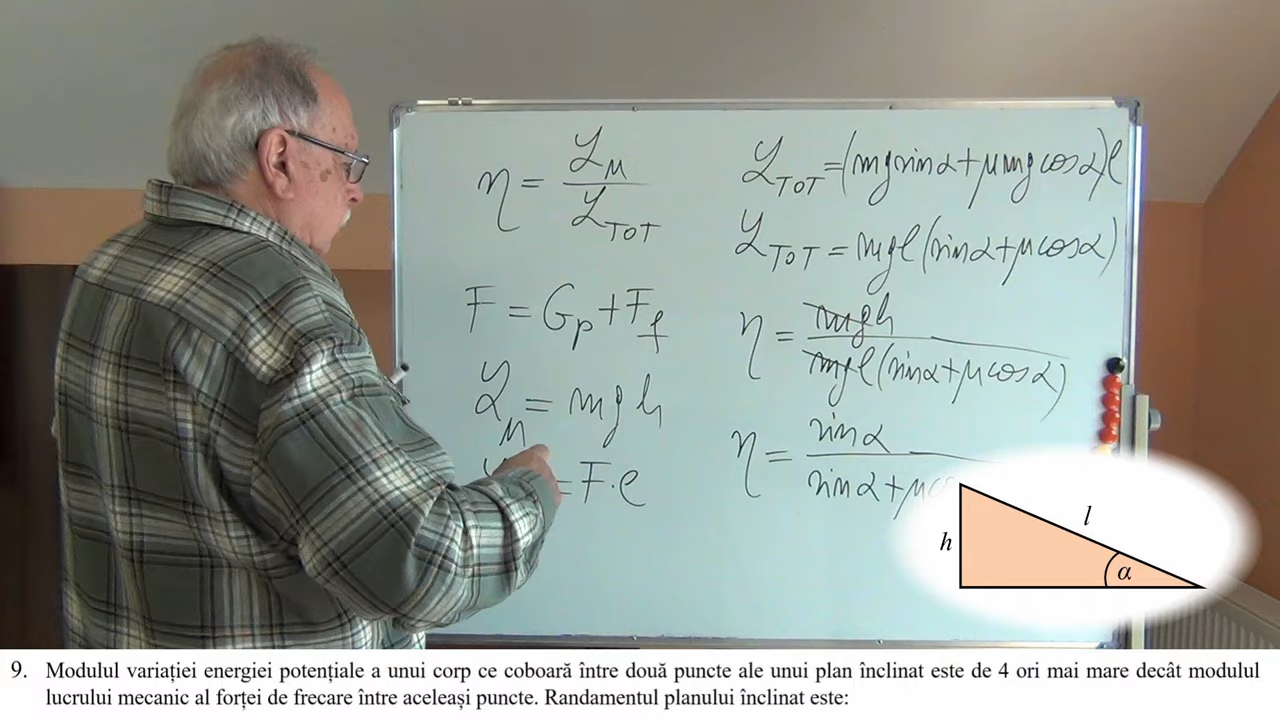 η = L_u / L_TOT
F = G_p + F_f
L_u = mgh
= F·l
L_TOT = (mg sin α + μ mg cos α) l
L_TOT = mgl (sin α + μ cos α)
η = mgh / mgl (sin α + μ cos α)
η = sin α / sin α + μ co
h
l
α
9. Modulul variației energiei potențiale a unui corp ce coboară între două puncte ale unui plan înclinat este de 4 ori mai mare decât modulul
lucrului mecanic al forței de frecare între aceleași puncte. Randamentul planului înclinat este: